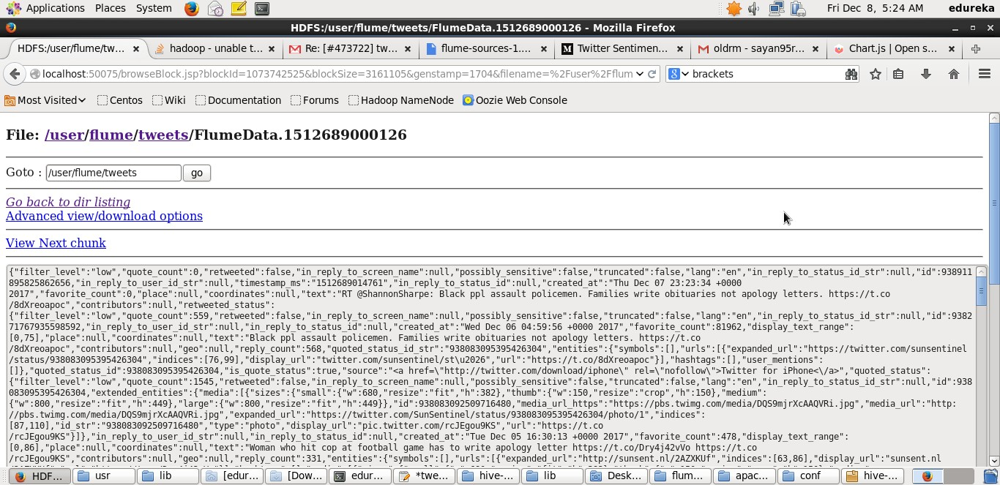 Applications Places System Fri Dec 8, 5:24 AM edureka
HDFS:/user/flume/tweets/FlumeData.1512689000126 - Mozilla Firefox
HDFS:/user/flume/tw... hadoop - unable t... Re: [#473722] tw... flume-sources-1.... Twitter Sentimen... oldrm - sayan95r... Chart.js | Open s...
localhost:50075/browseBlock.jsp?blockId=1073742525&blockSize=3161105&genstamp=1704&filename=%2Fuser%2Fflum brackets
Most Visited Centos Wiki Documentation Forums Hadoop NameNode Oozie Web Console
File: /user/flume/tweets/FlumeData.1512689000126
Goto : /user/flume/tweets go
Go back to dir listing
Advanced view/download options
View Next chunk
{"filter_level":"low","quote_count":0,"retweeted":false,"in_reply_to_screen_name":null,"possibly_sensitive":false,"truncated":false,"lang":"en","in_reply_to_status_id_str":null,"id":938911
895825862656,"in_reply_to_user_id_str":null,"timestamp_ms":"1512689014761","in_reply_to_status_id":null,"created_at":"Thu Dec 07 23:23:34 +0000
2017","favorite_count":0,"place":null,"coordinates":null,"text":"RT @ShannonSharpe: Black ppl assault policemen. Families write obituaries not apology letters. https://t.co
/8dXreoapoc","contributors":null,"retweeted_status":
{"filter_level":"low","quote_count":559,"retweeted":false,"in_reply_to_screen_name":null,"possibly_sensitive":false,"truncated":false,"lang":"en","in_reply_to_status_id_str":null,"id":9382
71767935598592,"in_reply_to_user_id_str":null,"in_reply_to_status_id":null,"created_at":"Wed Dec 06 04:59:56 +0000 2017","favorite_count":81962,"display_text_range":
[0,75],"place":null,"coordinates":null,"text":"Black ppl assault policemen. Families write obituaries not apology letters. https://t.co
/8dXreoapoc","contributors":null,"geo":null,"reply_count":568,"quoted_status_id_str":"938083095395426304","entities":{"symbols":[],"urls":[{"expanded_url":"https://twitter.com/sunsentinel
/status/938083095395426304","indices":[76,99],"display_url":"twitter.com/sunsentinel/st\u2026","url":"https://t.co/8dXreoapoc"}],"hashtags":[],"user_mentions":
[]},"quoted_status_id":938083095395426304,"is_quote_status":true,"source":"<a href=\"http://twitter.com/download/iphone\" rel=\"nofollow\">Twitter for iPhone<\/a>","quoted_status":
{"filter_level":"low","quote_count":1545,"retweeted":false,"in_reply_to_screen_name":null,"possibly_sensitive":false,"truncated":false,"lang":"en","in_reply_to_status_id_str":null,"id":938
083095395426304,"extended_entities":{"media":[{"sizes":{"small":{"w":680,"resize":"fit","h":382},"thumb":{"w":150,"resize":"crop","h":150},"medium":
{"w":800,"resize":"fit","h":449},"large":{"w":800,"resize":"fit","h":449}},"id":938083092509716480,"media_url_https":"https://pbs.twimg.com/media/DQS9mjrXcAAQVRi.jpg","media_url":"http:
//pbs.twimg.com/media/DQS9mjrXcAAQVRi.jpg","expanded_url":"https://twitter.com/SunSentinel/status/938083095395426304/photo/1","indices":
[87,110],"id_str":"938083092509716480","type":"photo","display_url":"pic.twitter.com/rcJEgou9KS","url":"https://t.co
/rcJEgou9KS"}]},"in_reply_to_user_id_str":null,"in_reply_to_status_id":null,"created_at":"Tue Dec 05 16:30:13 +0000 2017","favorite_count":478,"display_text_range":
[0,86],"place":null,"coordinates":null,"text":"Woman who hit cop at football game has to write apology letter https://t.co/Dry4j42vVo https://t.co
/rcJEgou9KS","contributors":null,"geo":null,"reply_count":331,"entities":{"symbols":[],"urls":[{"expanded_url":"http://sunsent.nl/2AZXKUf","indices":[63,86],"display_url":"sunsent.nl
HDF... usr lib [edur... [Dow... edur... *twe... hive-... lib Desk... flum... apac... conf hive-...